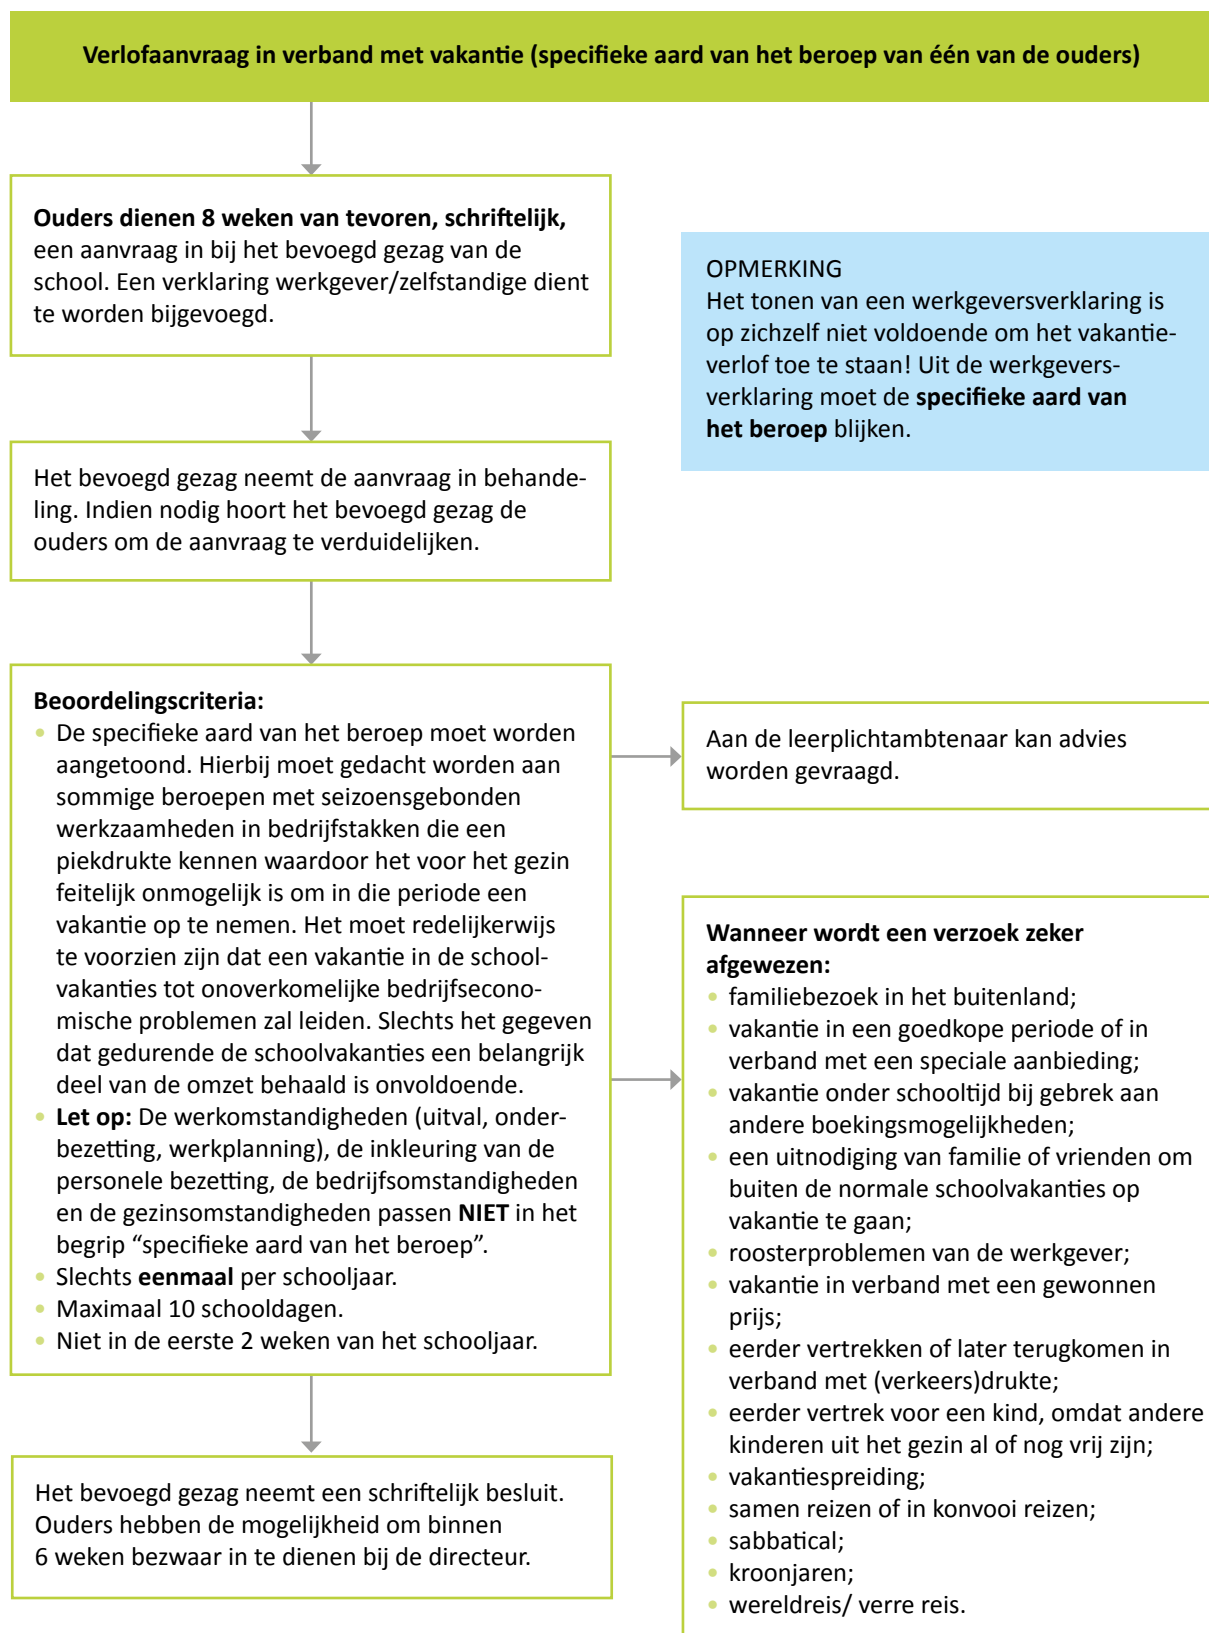 Verlofaanvraag in verband met vakantie (specifieke aard van het beroep van één van de ouders)
Ouders dienen 8 weken van tevoren, schriftelijk,
een aanvraag in bij het bevoegd gezag van de
school. Een verklaring werkgever/zelfstandige dient
te worden bijgevoegd.
OPMERKING
Het tonen van een werkgeversverklaring is
op zichzelf niet voldoende om het vakantie-
verlof toe te staan! Uit de werkgevers-
verklaring moet de specifieke aard van
het beroep blijken.
Het bevoegd gezag neemt de aanvraag in behande-
ling. Indien nodig hoort het bevoegd gezag de
ouders om de aanvraag te verduidelijken.
Beoordelingscriteria:
• De specifieke aard van het beroep moet worden
aangetoond. Hierbij moet gedacht worden aan
sommige beroepen met seizoensgebonden
werkzaamheden in bedrijfstakken die een
piekdrukte kennen waardoor het voor het gezin
feitelijk onmogelijk is om in die periode een
vakantie op te nemen. Het moet redelijkerwijs
te voorzien zijn dat een vakantie in de school-
vakanties tot onoverkomelijke bedrijfsecono-
mische problemen zal leiden. Slechts het gegeven
dat gedurende de schoolvakanties een belangrijk
deel van de omzet behaald is onvoldoende.
• Let op: De werkomstandigheden (uitval, onder-
bezetting, werkplanning), de inkleuring van de
personele bezetting, de bedrijfsomstandigheden
en de gezinsomstandigheden passen NIET in het
begrip “specifieke aard van het beroep”.
• Slechts eenmaal per schooljaar.
• Maximaal 10 schooldagen.
• Niet in de eerste 2 weken van het schooljaar.
Aan de leerplichtambtenaar kan advies
worden gevraagd.
Wanneer wordt een verzoek zeker
afgewezen:
• familiebezoek in het buitenland;
• vakantie in een goedkope periode of in
verband met een speciale aanbieding;
• vakantie onder schooltijd bij gebrek aan
andere boekingsmogelijkheden;
• een uitnodiging van familie of vrienden om
buiten de normale schoolvakanties op
vakantie te gaan;
• roosterproblemen van de werkgever;
• vakantie in verband met een gewonnen
prijs;
• eerder vertrekken of later terugkomen in
verband met (verkeers)drukte;
• eerder vertrek voor een kind, omdat andere
kinderen uit het gezin al of nog vrij zijn;
• vakantiespreiding;
• samen reizen of in konvooi reizen;
• sabbatical;
• kroonjaren;
• wereldreis/ verre reis.
Het bevoegd gezag neemt een schriftelijk besluit.
Ouders hebben de mogelijkheid om binnen
6 weken bezwaar in te dienen bij de directeur.